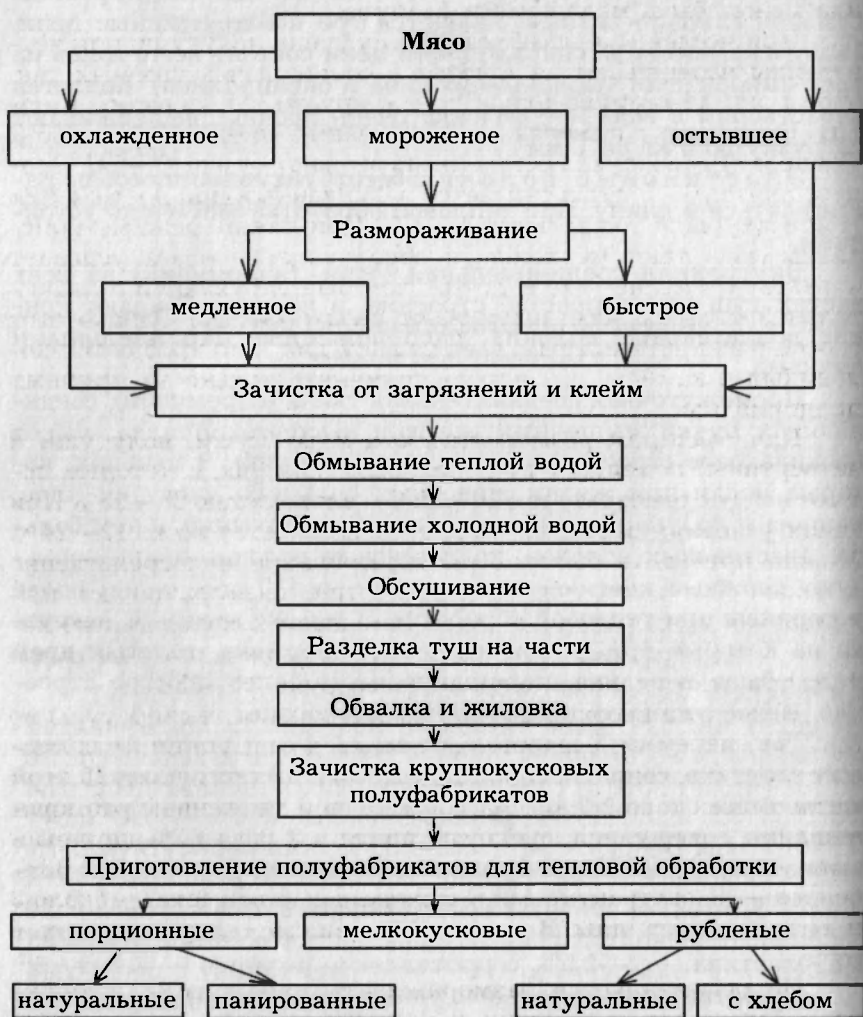 Мясо
охлажденное
мороженое
остывшее
Размораживание
медленное
быстрое
Зачистка от загрязнений и клейм
Обмывание теплой водой
Обмывание холодной водой
Обсушивание
Разделка туш на части
Обвалка и жиловка
Зачистка крупнокусковых
полуфабрикатов
Приготовление полуфабрикатов для тепловой обработки
порционные
мелкокусковые
рубленые
натуральные
панированные
натуральные
с хлебом